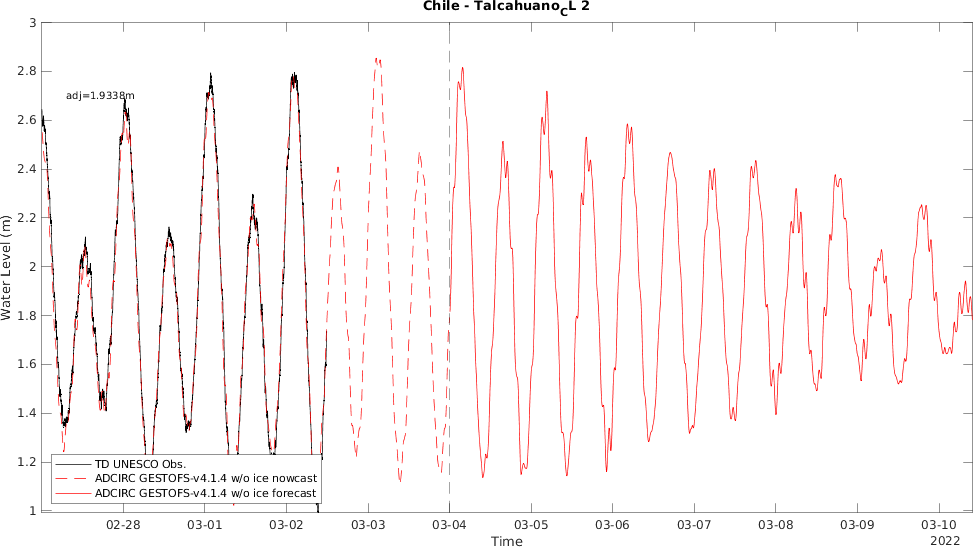 Chile - Talcahuano_CL 2
3
2.8
2.6
2.4
2.2
2
1.8
1.6
1.4
1.2
1
Water Level (m)
adj=1.9338m
TD UNESCO Obs.
ADCIRC GESTOFS-v4.1.4 w/o ice nowcast
ADCIRC GESTOFS-v4.1.4 w/o ice forecast
02-28 03-01 03-02 03-03 03-04 03-05 03-06 03-07 03-08 03-09 03-10
Time
2022